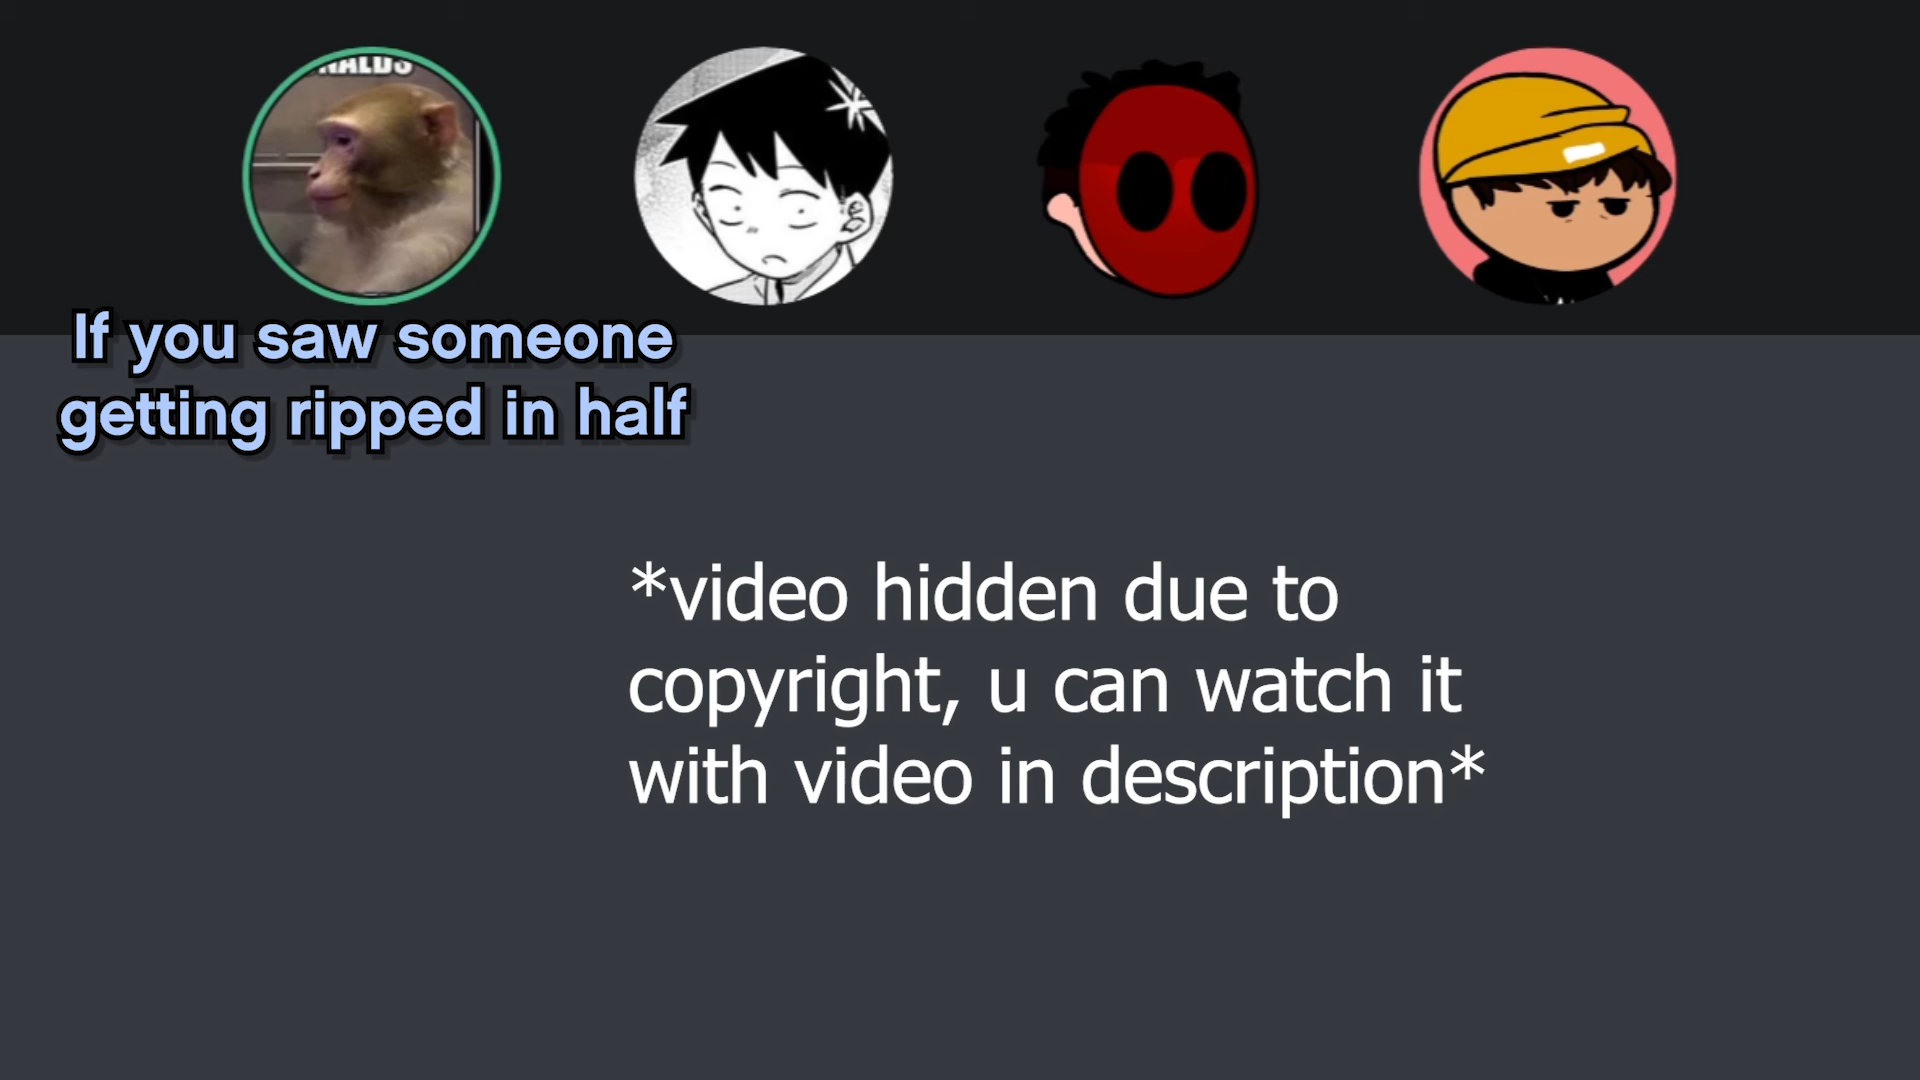 If you saw someone
getting ripped in half
*video hidden due to
copyright, u can watch it
with video in description*